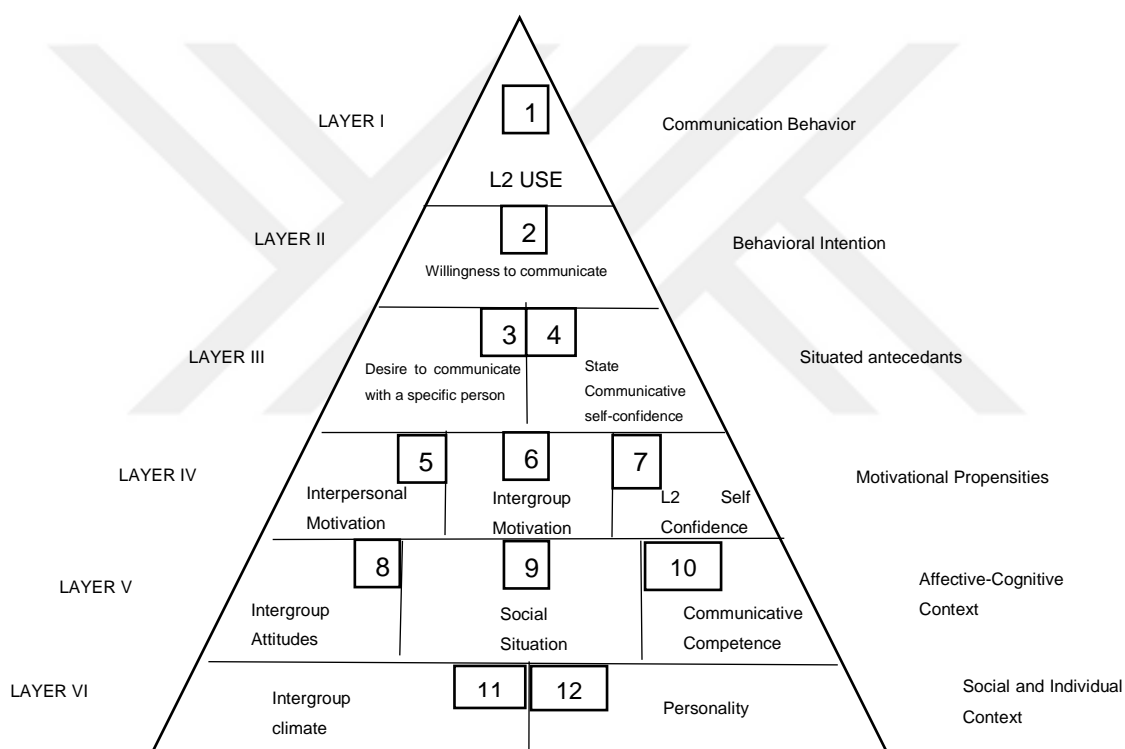 1
LAYER I
Communication Behavior
L2 USE
2
LAYER II
Behavioral Intention
Willingness to communicate
3
4
LAYER III
Situated antecedants
Desire to communicate
with a specific person
State
Communicative
self-confidence
5
6
7
LAYER IV
Motivational Propensities
Interpersonal
Motivation
Intergroup
Motivation
L2 Self
Confidence
8
9
10
LAYER V
Affective-Cognitive
Context
Intergroup
Attitudes
Social
Situation
Communicative
Competence
11
12
LAYER VI
Social and Individual
Context
Intergroup
climate
Personality